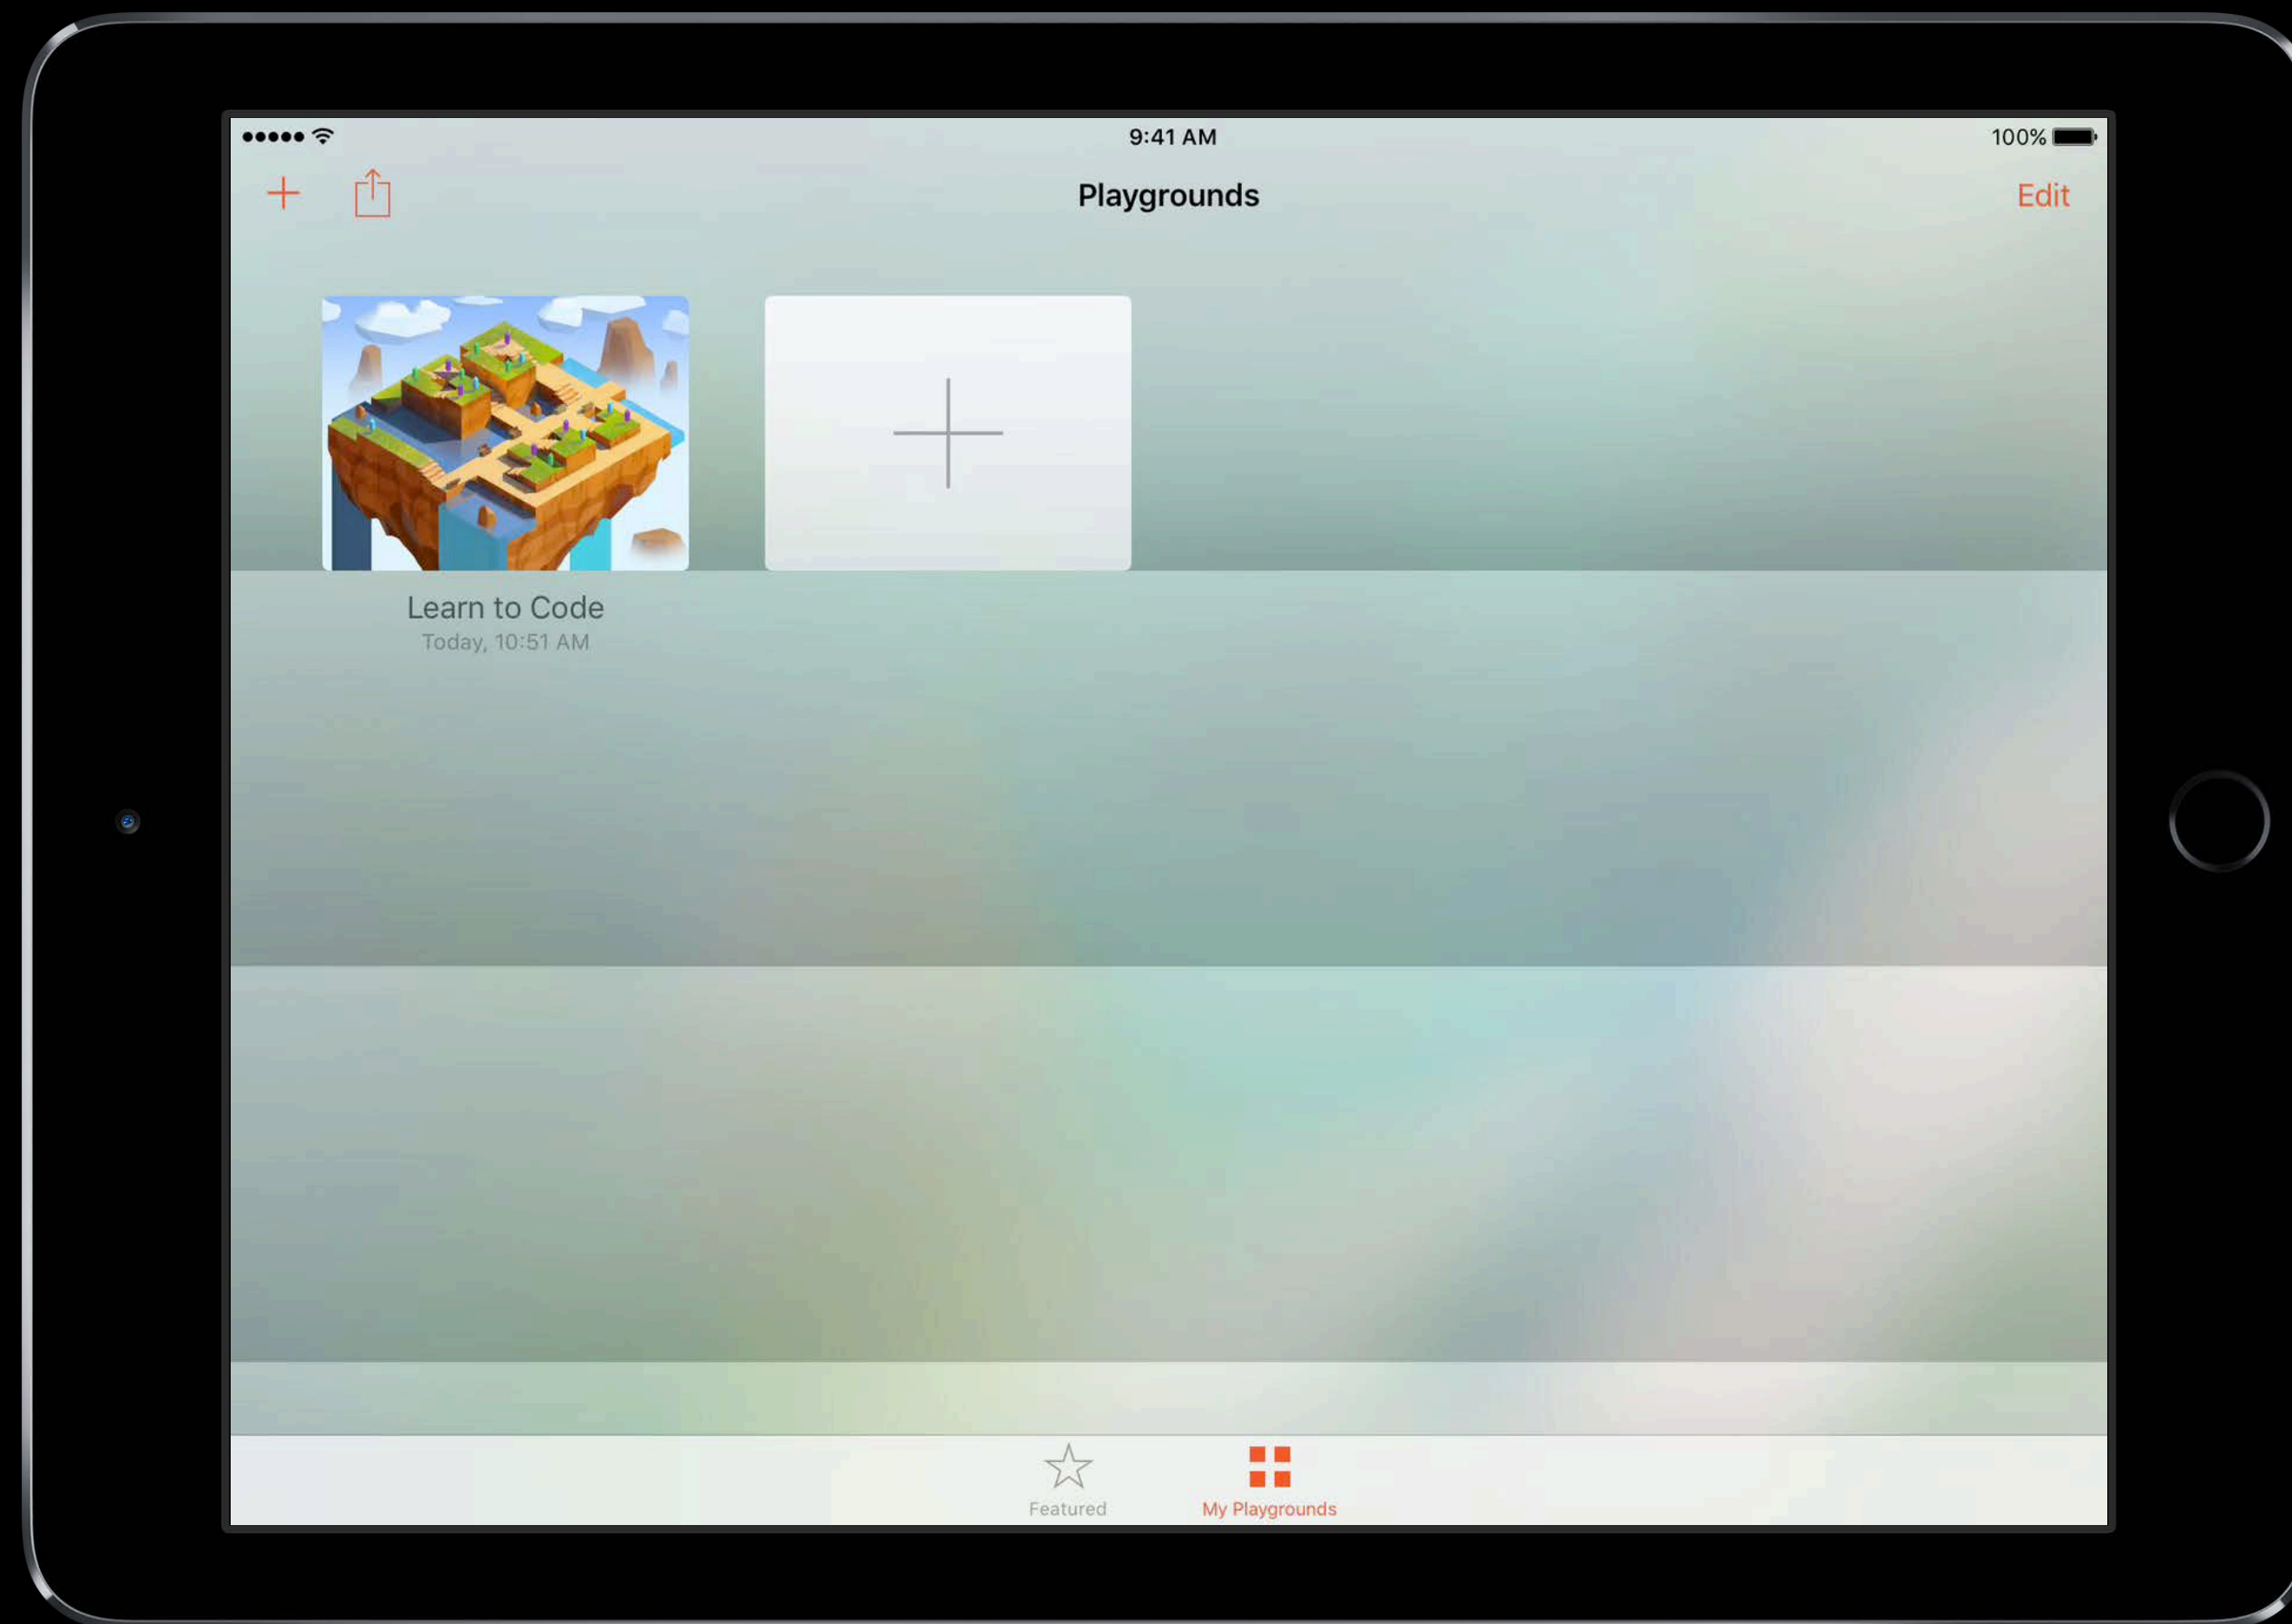 9:41 AM
100%
Playgrounds
Edit
Learn to Code
Today, 10:51 AM
Featured
My Playgrounds